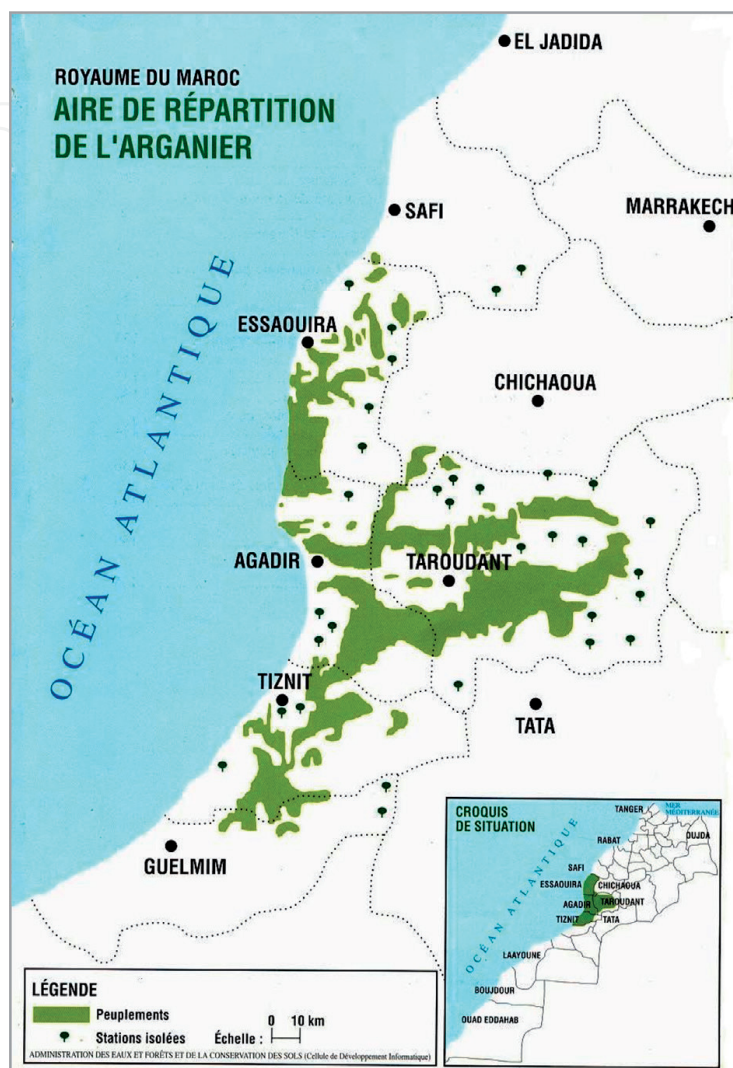 ROYAUME DU MAROC
AIRE DE RÉPARTITION
DE L'ARGANIER
EL JADIDA
SAFI
MARRAKECH
OCÉAN ATLANTIQUE
ESSAOUIRA
CHICHAOUA
AGADIR
TAROUDANT
TIZNIT
TATA
GUELMIM
CROQUIS
DE SITUATION
OCÉAN ATLANTIQUE
TANGER
MER
MÉDITERRANÉE
RABAT
OUJDA
SAFI
ESSAOUIRA
CHICHAOUA
AGADIR
TAROUDANT
TIZNIT
TATA
LAAYOUNE
BOUJDOUR
OUAD EDDAHAB
LÉGENDE
Peuplements
Stations isolées
Échelle : 0 10 km
ADMINISTRATION DES EAUX ET FORÊTS ET DE LA CONSERVATION DES SOLS (Cellule de Développement Informatique)